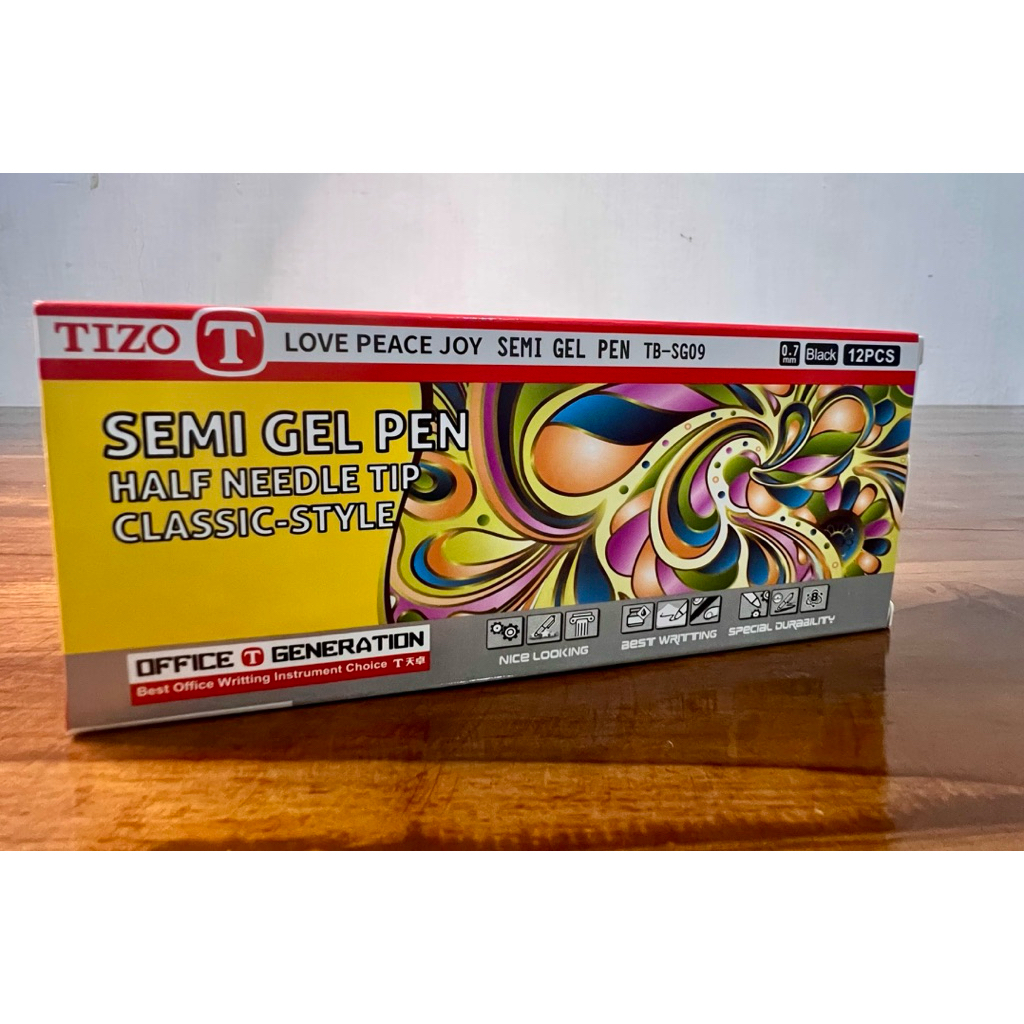 TIZO T LOVE PEACE JOY SEMI GEL PEN TB-SG09 0.7 mm Black 12PCS
SEMI GEL PEN
HALF NEEDLE TIP
CLASSIC-STYLE
OFFICE T GENERATION
Best Office Writting Instrument Choice T 天卓
NICE LOOKING
BEST WRITTING
SPECIAL DURABILITY